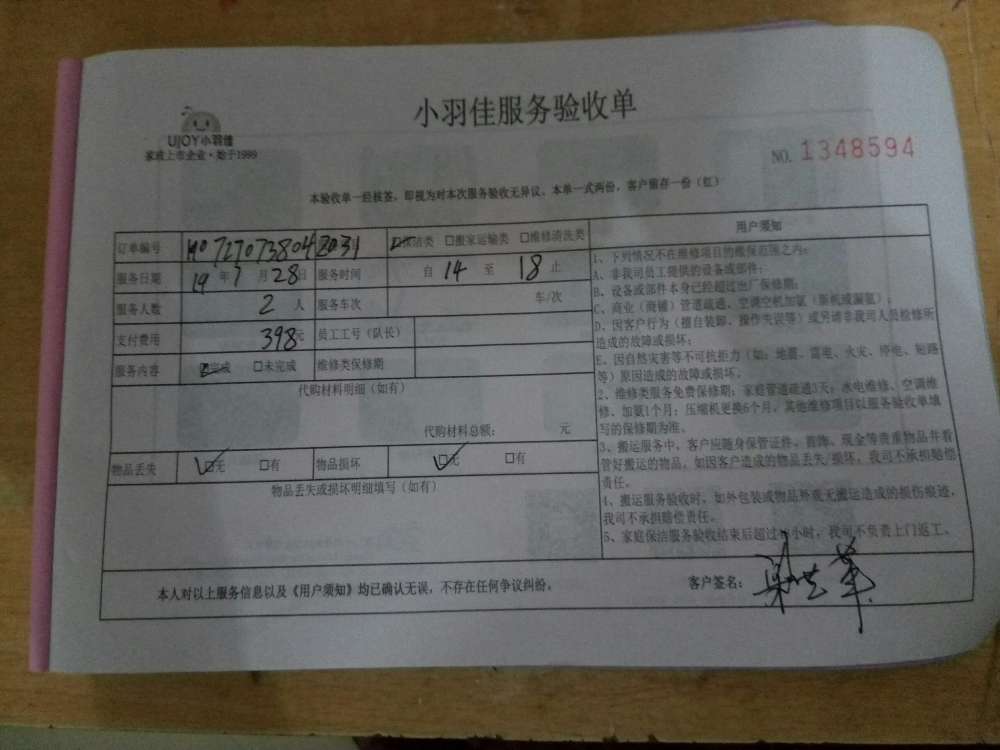 小羽佳服务验收单
UJOY小羽佳
家政上市企业·始于1999
NO. 1348594
本验收单一经核签，即视为对本次服务验收无异议。本单一式两份，客户留存一份（红）
订单编号 保洁类 □搬家运输类 □维修清洗类
服务日期 19 年 7 月 28 日 服务时间 自 14 至 18 止
服务人数 2 人 服务车次 车/次
支付费用 398元 员工工号（队长）
服务内容 ☑完成 □未完成 维修类保修期
代购材料明细（如有）
代购材料总额： 元
物品丢失 ☑无 □有 物品损坏 ☑无 □有
物品丢失或损坏明细填写（如有）
用户须知
1、下列情况不在维修项目的维保范围之内：
A、非我司员工提供的设备或部件；
B、设备或部件本身已经超过出厂保修期；
C、商业（商铺）管道疏通、空调空机加氟（新机或漏氟）；
D、因客户行为（擅自装卸、操作失误等）或另请非我司人员检修所
造成的故障或损坏；
E、因自然灾害等不可抗拒力（如：地震、雷电、火灾、停电、短路
等）原因造成的故障或损坏。
2、维修类服务免费保修期：家庭管道疏通3天；水电维修、空调维
修、加氟1个月；压缩机更换6个月。其他维修项目以服务验收单填
写的保修期为准。
3、搬运服务中，客户应随身保管证件、首饰、现金等贵重物品并看
管好搬运的物品，如因客户造成的物品丢失/损坏，我司不承担赔偿
责任。
4、搬运服务验收时，如外包装或物品外观无搬运造成的损伤痕迹，
我司不承担赔偿责任。
5、家庭保洁服务验收结束后超过小时，我司不负责上门返工。
本人对以上服务信息以及《用户须知》均已确认无误，不存在任何争议纠纷。
客户签名：